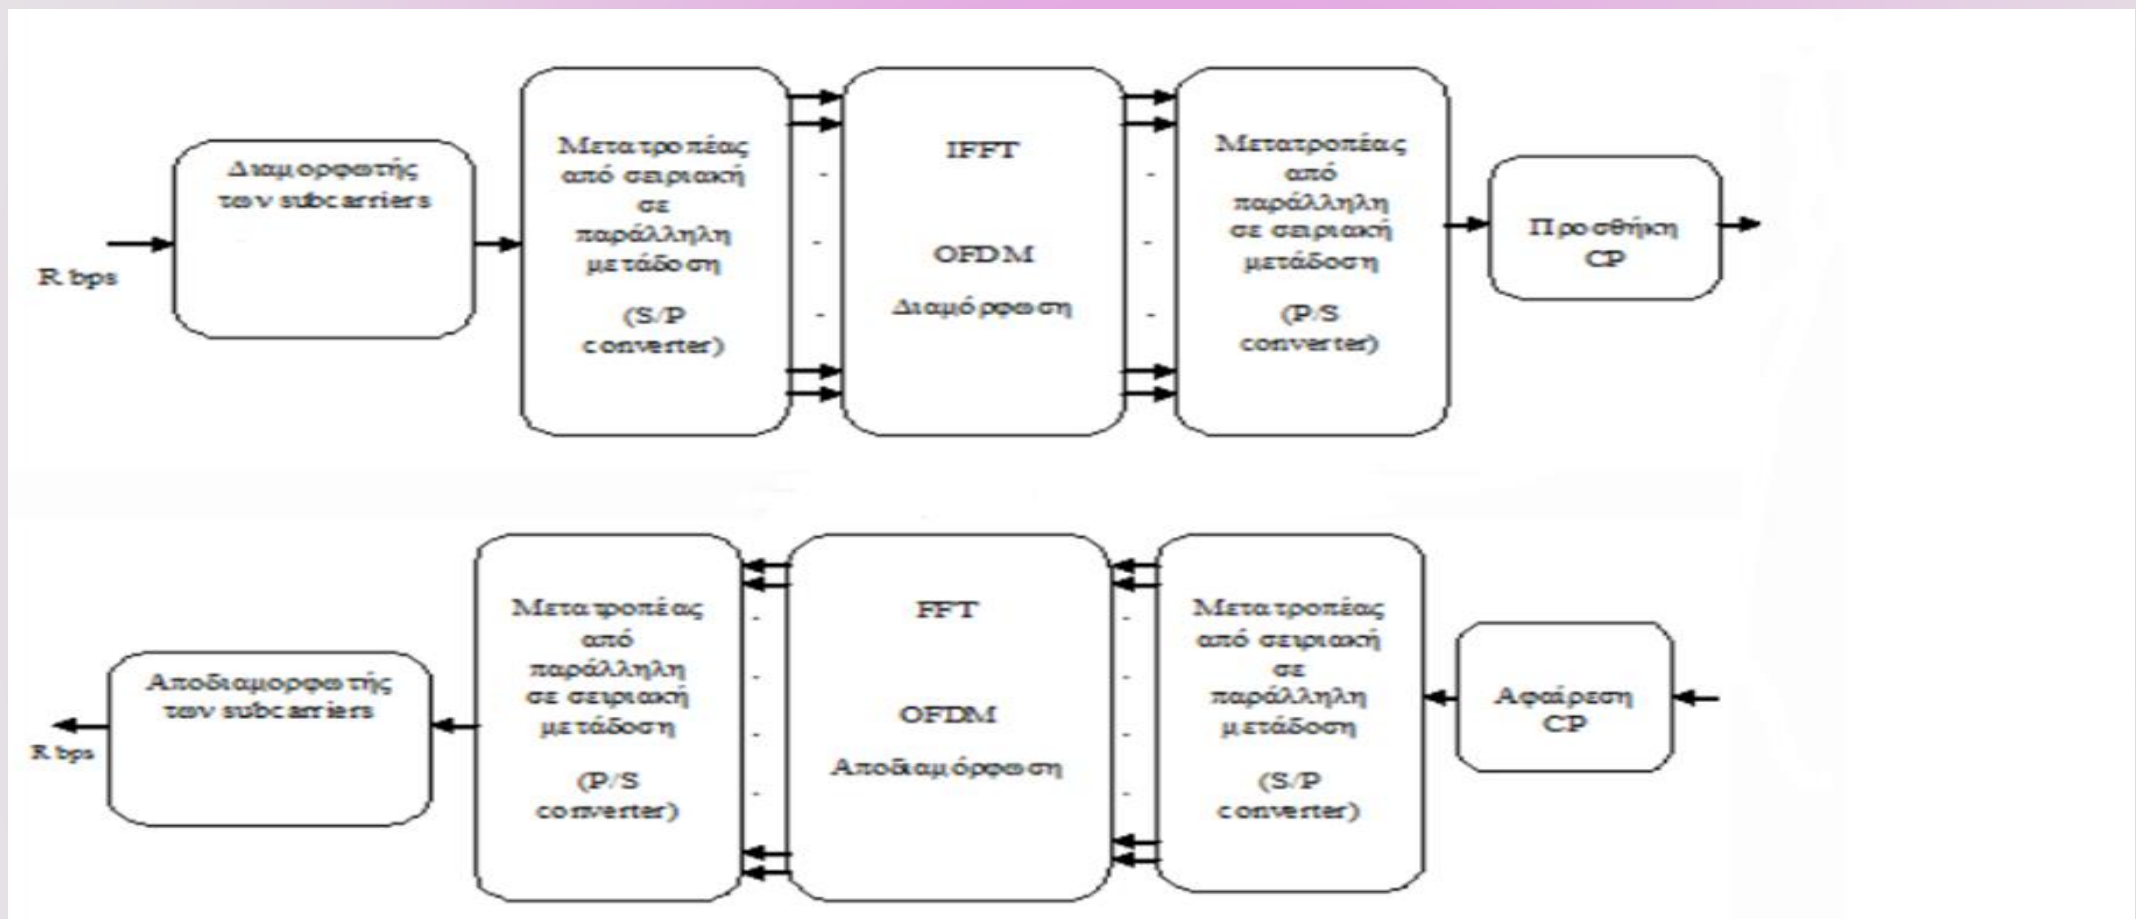 R bps
Διαμορφωτής
των subcarriers
Μετατροπέας
από σειριακή
σε
παράλληλη
μετάδοση
(S/P
converter)
IFFT
OFDM
Διαμόρφωση
Μετατροπέας
από
παράλληλη
σε σειριακή
μετάδοση
(P/S
converter)
Προσθήκη
CP
R bps
Αποδιαμορφωτής
των subcarriers
Μετατροπέας
από
παράλληλη
σε σειριακή
μετάδοση
(P/S
converter)
FFT
OFDM
Αποδιαμόρφωση
Μετατροπέας
από σειριακή
σε
παράλληλη
μετάδοση
(S/P
converter)
Αφαίρεση
CP